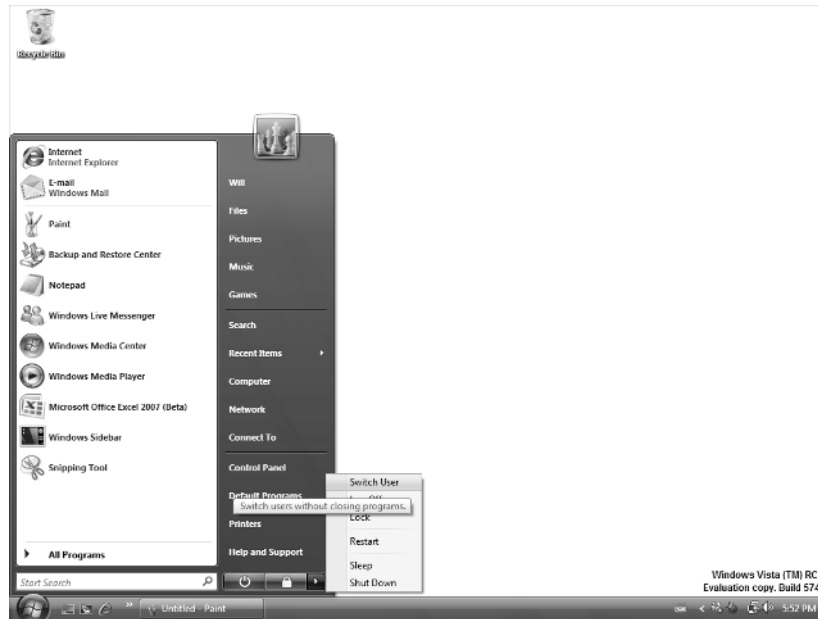 Recycle Bin
Internet
Internet Explorer
E-mail
Windows Mail
Paint
Backup and Restore Center
Notepad
Windows Live Messenger
Windows Media Center
Windows Media Player
Microsoft Office Excel 2007 (Beta)
Windows Sidebar
Snipping Tool
All Programs
Start Search
Will
Files
Pictures
Music
Games
Search
Recent Items
Computer
Network
Connect To
Control Panel
Default Programs
Printers
Help and Support
Switch User
Switch users without closing programs.
Lock
Restart
Sleep
Shut Down
Windows Vista (TM) RC
Evaluation copy. Build 574
Untitled - Paint
5:52 PM